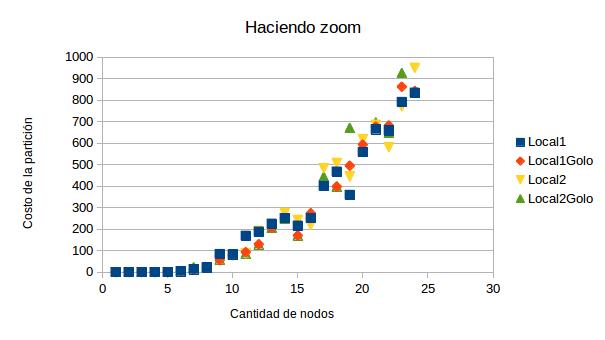 Haciendo zoom
Costo de la partición
1000
900
800
700
600
500
400
300
200
100
0
0 5 10 15 20 25 30
Cantidad de nodos
Local1
Local1Golo
Local2
Local2Golo